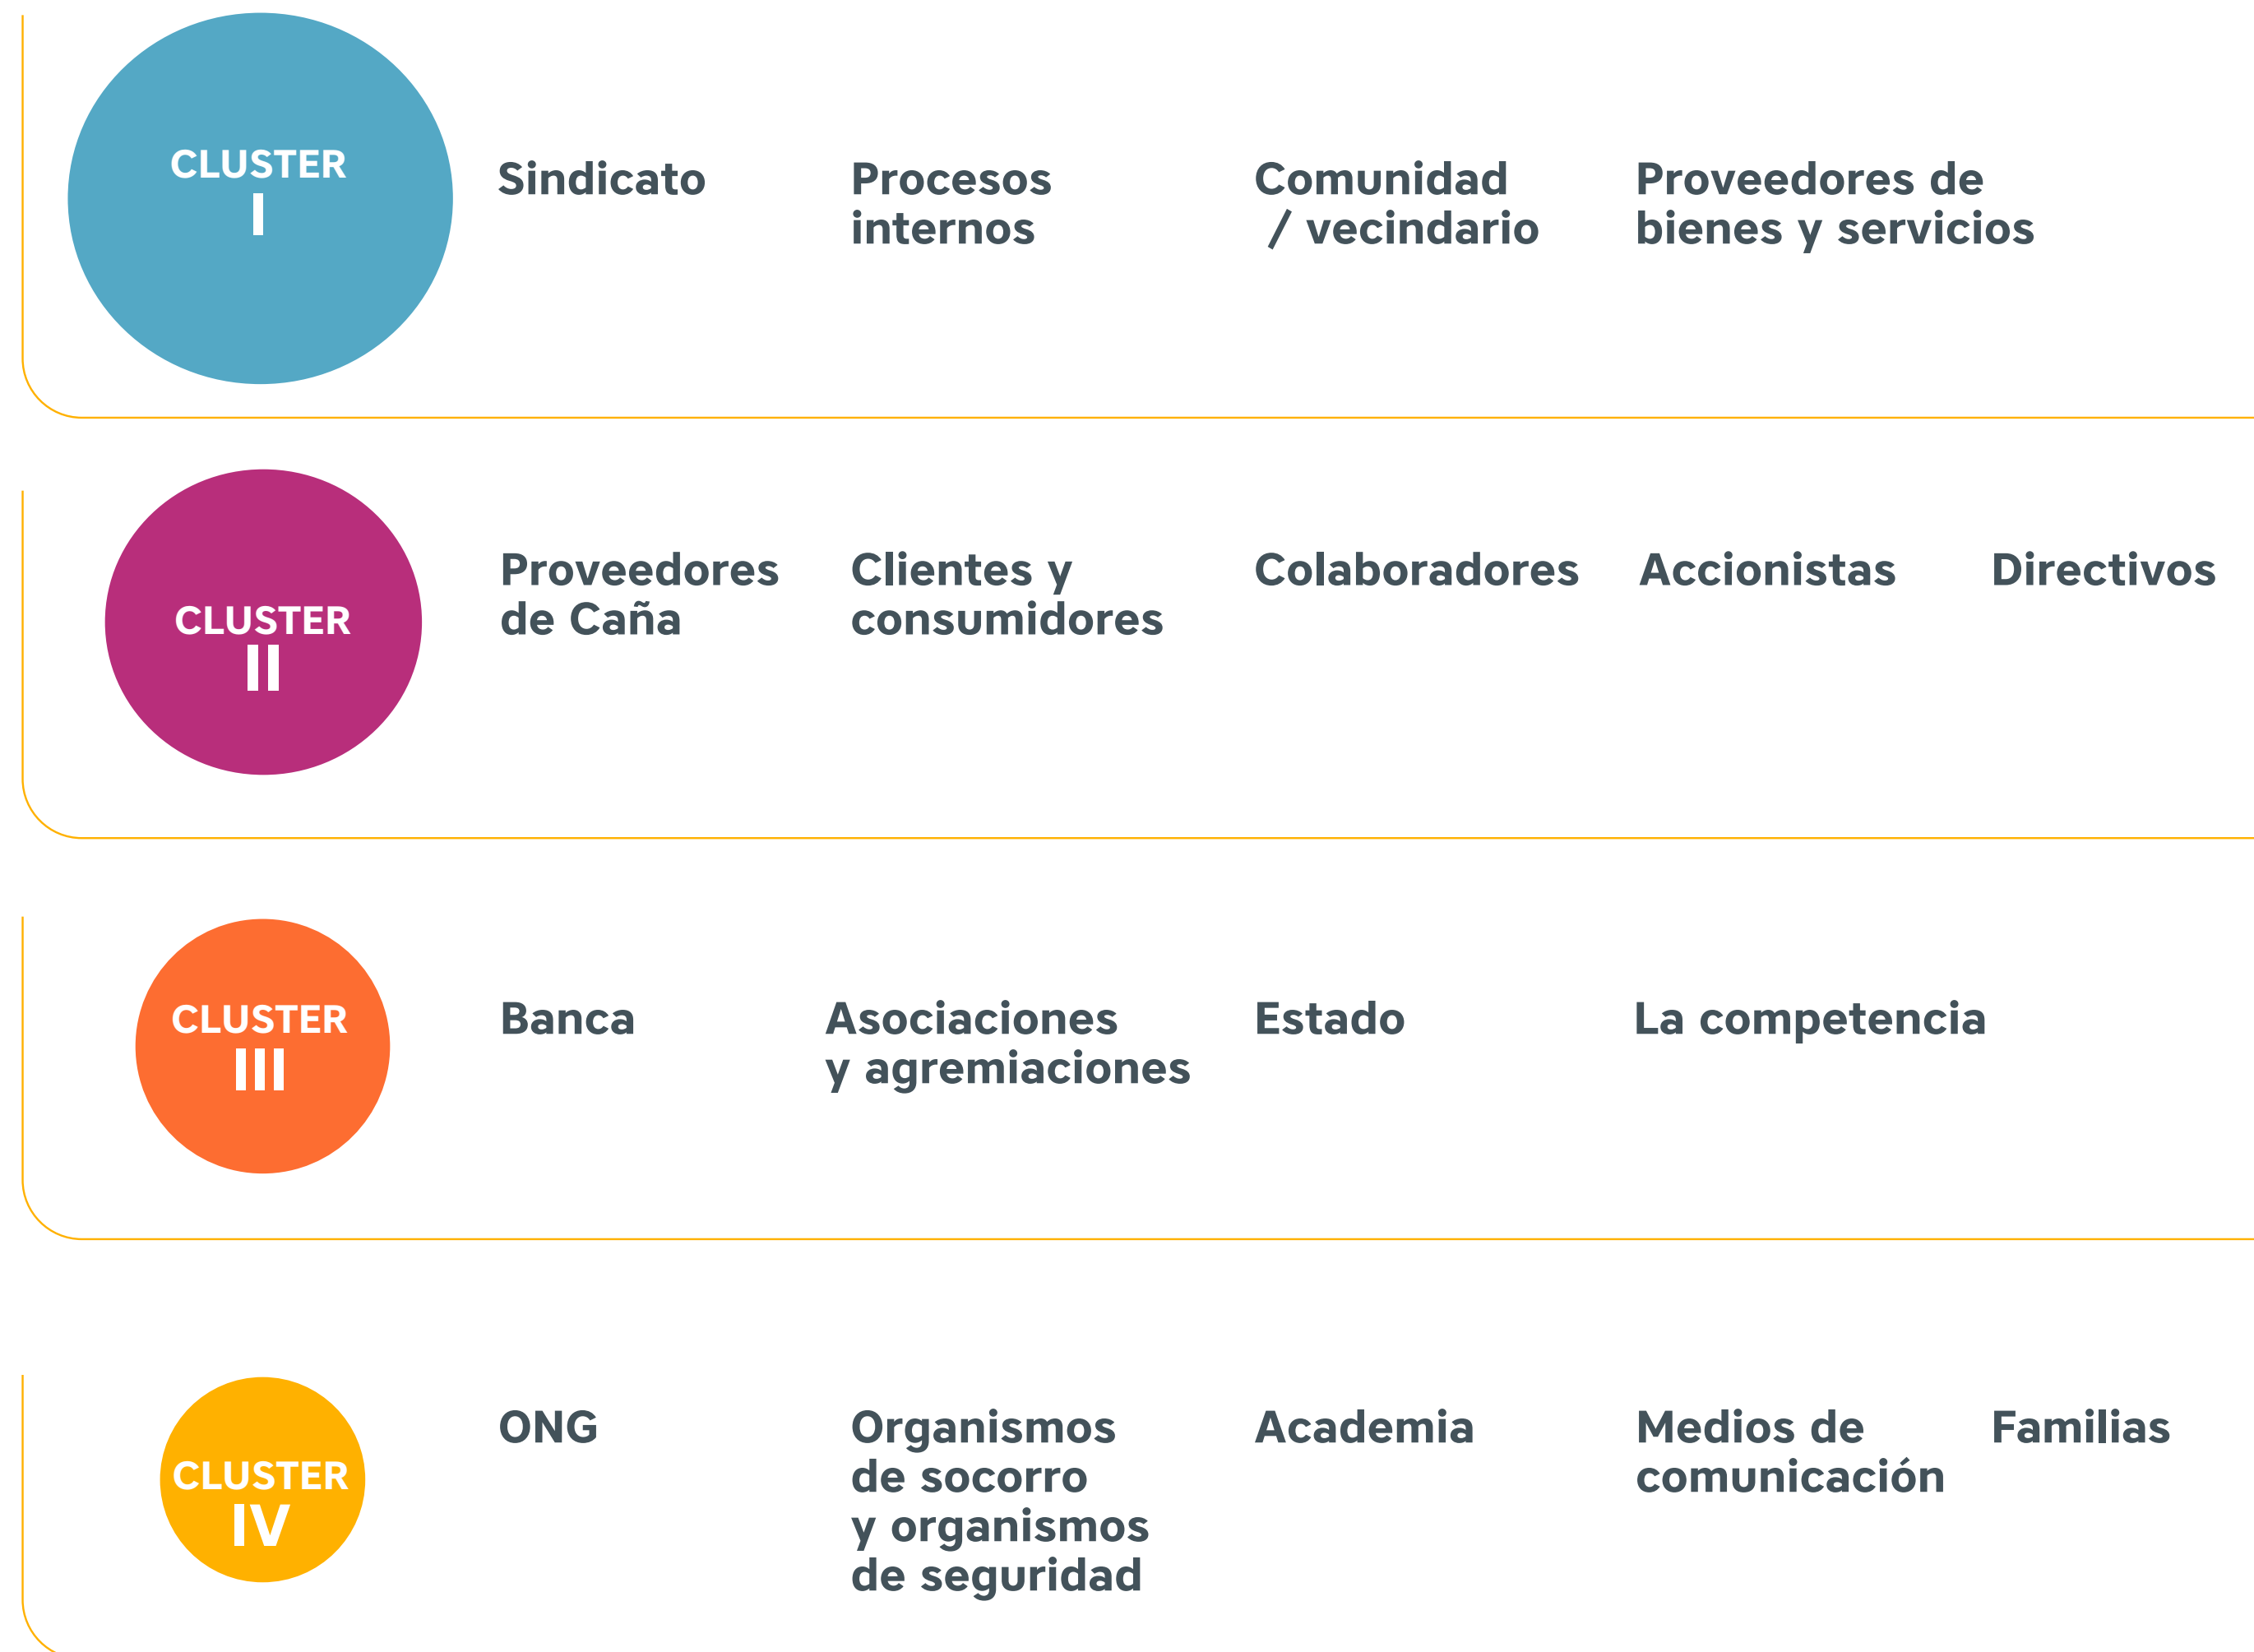 CLUSTER
I
Sindicato
Procesos
internos
Comunidad
/ vecindario
Proveedores de
bienes y servicios
CLUSTER
II
Proveedores
de Caña
Clientes y
consumidores
Colaboradores
Accionistas
Directivos
CLUSTER
III
Banca
Asociaciones
y agremiaciones
Estado
La competencia
CLUSTER
IV
ONG
Organismos
de socorro
y organismos
de seguridad
Academia
Medios de
comunicación
Familias